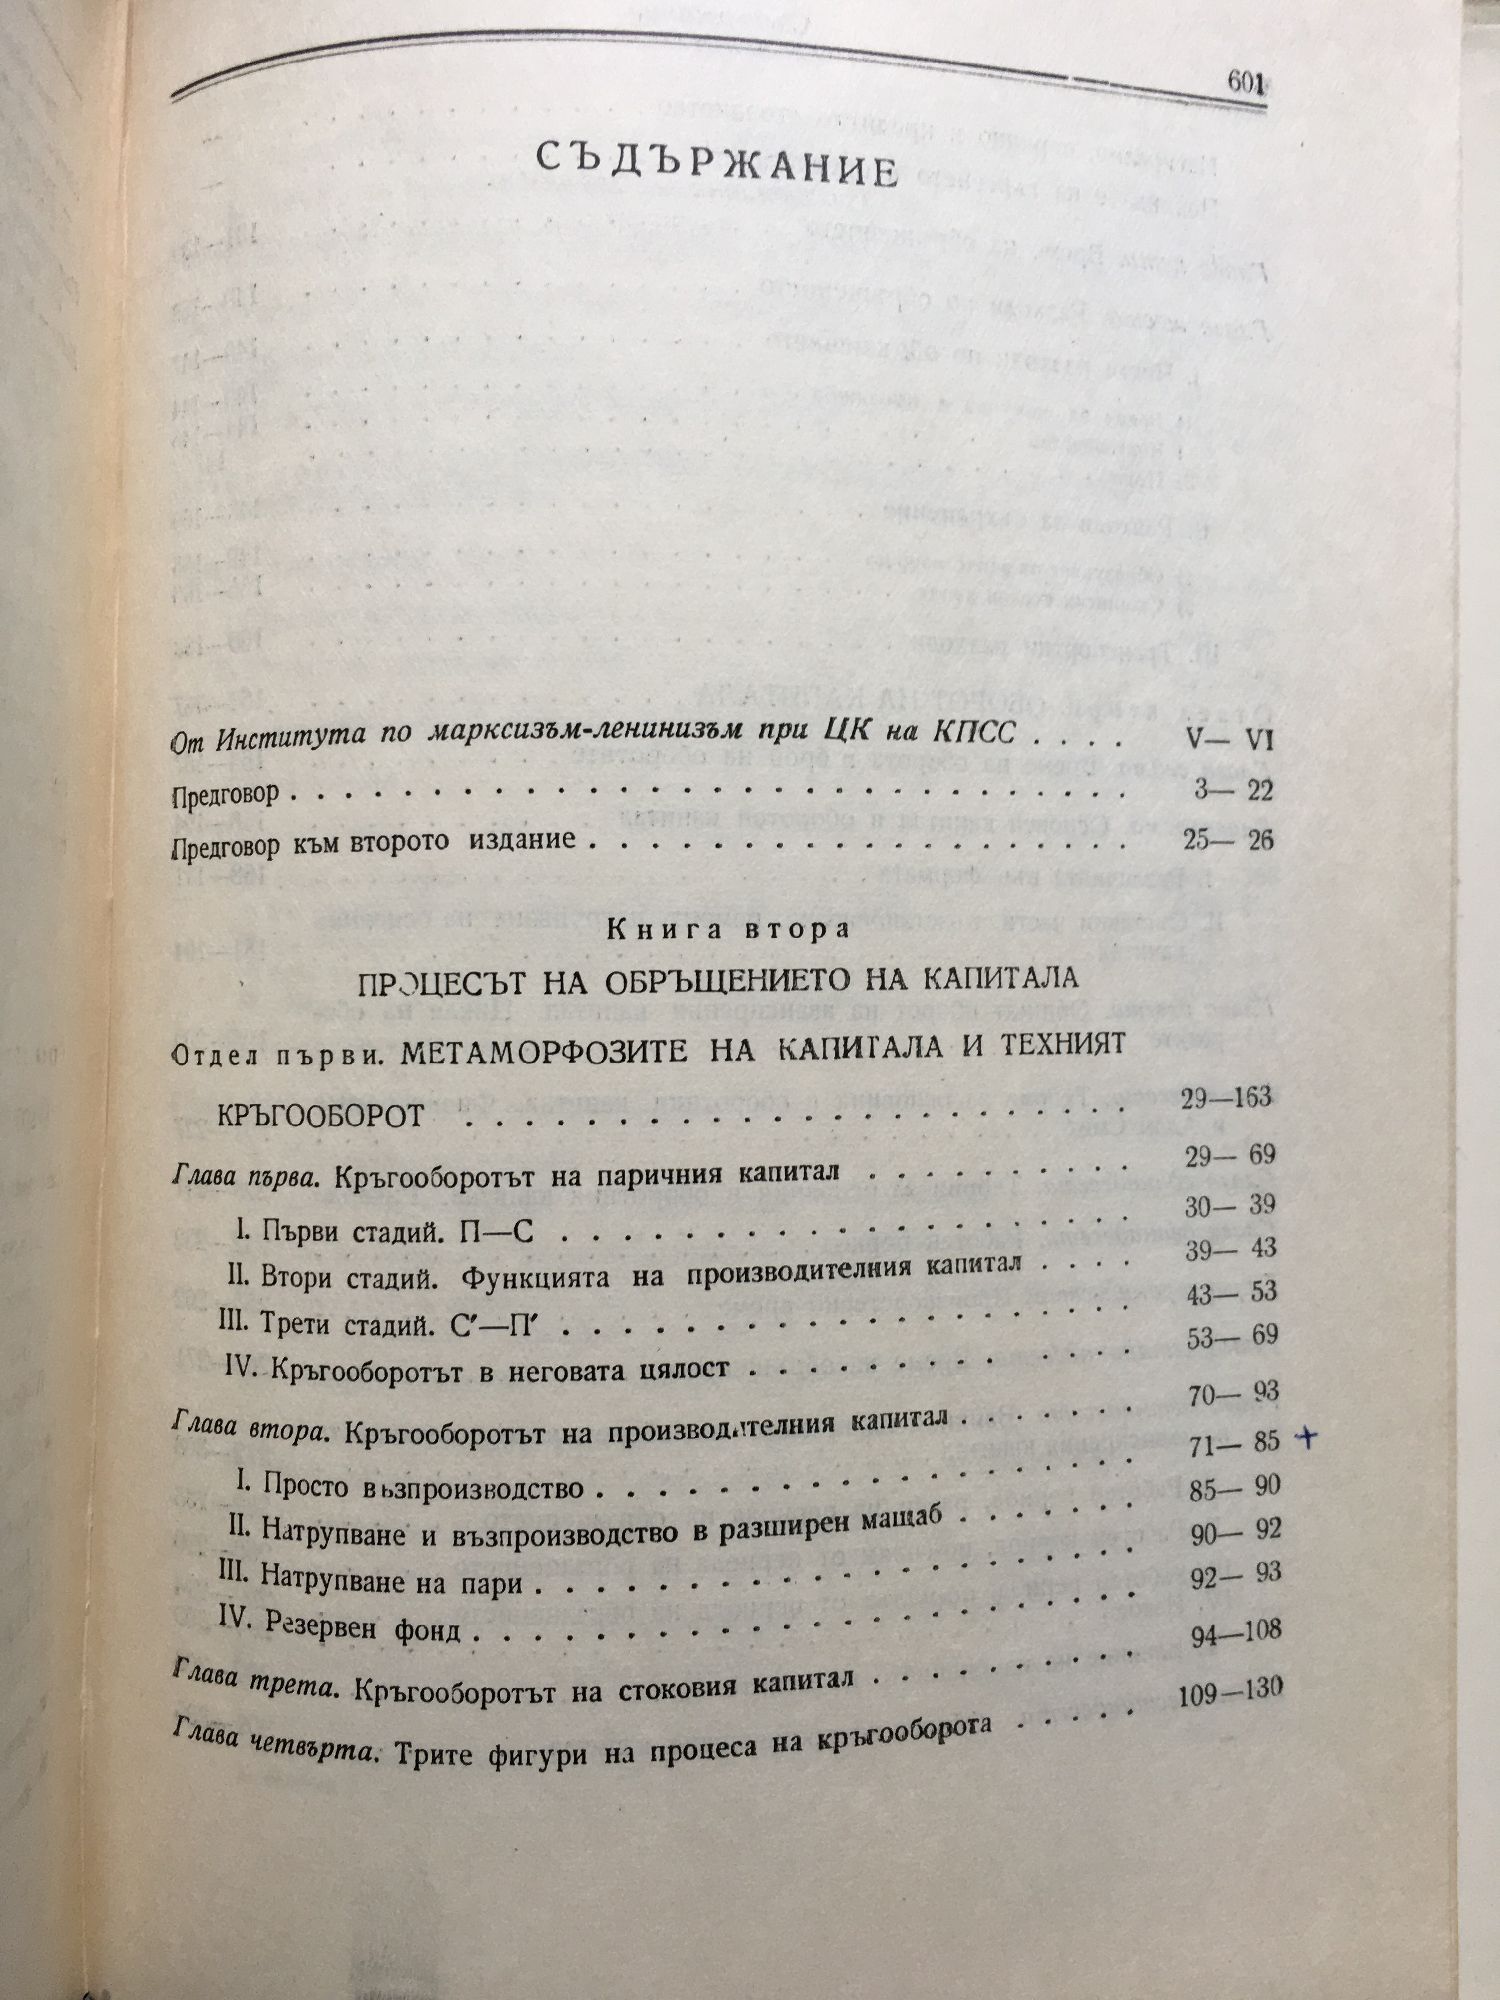 601
СЪДЪРЖАНИЕ
От Института по марксизъм-ленинизъм при ЦК на КПСС . . . . V— VI
Предговор . . . . . . . . . . . . . . . . . . . . . . . . . . . . 3— 22
Предговор към второто издание . . . . . . . . . . . . . . . . . . 25— 26
Книга втора
ПРОЦЕСЪТ НА ОБРЪЩЕНИЕТО НА КАПИТАЛА
Отдел първи. МЕТАМОРФОЗИТЕ НА КАПИТАЛА И ТЕХНИЯТ
КРЪГООБОРОТ . . . . . . . . . . . . . . . . . . . . . . 29—163
Глава първа. Кръгооборотът на паричния капитал . . . . . . . . . 29— 69
I. Първи стадий. П—С . . . . . . . . . . . . . . . . . . . 30— 39
II. Втори стадий. Функцията на производителния капитал . . . . 39— 43
III. Трети стадий. С′—П′ . . . . . . . . . . . . . . . . . . . 43— 53
IV. Кръгооборотът в неговата цялост . . . . . . . . . . . . . 53— 69
Глава втора. Кръгооборотът на производителния капитал . . . . . . . 70— 93
I. Просто възпроизводство . . . . . . . . . . . . . . . . . . 71— 85 +
II. Натрупване и възпроизводство в разширен мащаб . . . . . . . 85— 90
III. Натрупване на пари . . . . . . . . . . . . . . . . . . . . 90— 92
IV. Резервен фонд . . . . . . . . . . . . . . . . . . . . . . 92— 93
Глава трета. Кръгооборотът на стоковия капитал . . . . . . . . . 94—108
Глава четвърта. Трите фигури на процеса на кръгооборота . . . . . 109—130